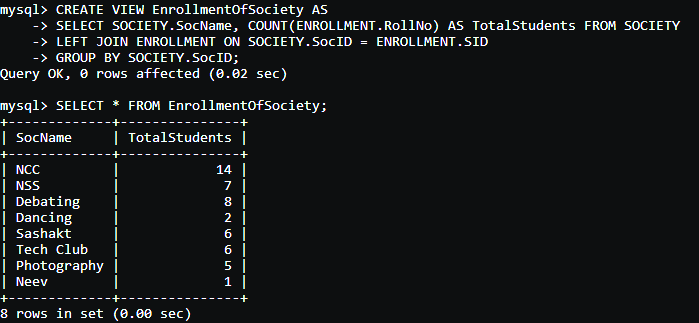 mysql> CREATE VIEW EnrollmentOfSociety AS
    -> SELECT SOCIETY.SocName, COUNT(ENROLLMENT.RollNo) AS TotalStudents FROM SOCIETY
    -> LEFT JOIN ENROLLMENT ON SOCIETY.SocID = ENROLLMENT.SID
    -> GROUP BY SOCIETY.SocID;
Query OK, 0 rows affected (0.02 sec)

mysql> SELECT * FROM EnrollmentOfSociety;
+-------------+---------------+
| SocName     | TotalStudents |
+-------------+---------------+
| NCC         |            14 |
| NSS         |             7 |
| Debating    |             8 |
| Dancing     |             2 |
| Sashakt     |             6 |
| Tech Club   |             6 |
| Photography |             5 |
| Neev        |             1 |
+-------------+---------------+
8 rows in set (0.00 sec)